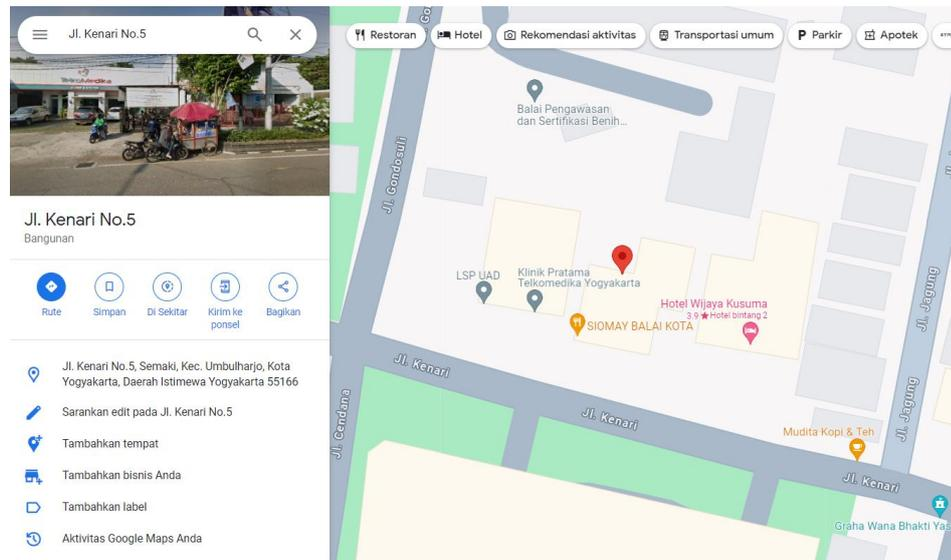 Jl. Kenari No.5
TelkoMedika
Jl. Kenari No.5
Bangunan
Rute
Simpan
Di Sekitar
Kirim ke
ponsel
Bagikan
Jl. Kenari No.5, Semaki, Kec. Umbulharjo, Kota
Yogyakarta, Daerah Istimewa Yogyakarta 55166
Sarankan edit pada Jl. Kenari No.5
Tambahkan tempat
Tambahkan bisnis Anda
Tambahkan label
Aktivitas Google Maps Anda
Restoran
Hotel
Rekomendasi aktivitas
Transportasi umum
P Parkir
Apotek
Balai Pengawasan
dan Sertifikasi Benih...
Jl. Gondosuli
LSP UAD
Klinik Pratama
Telkomedika Yogyakarta
Hotel Wijaya Kusuma
3,9 ★ Hotel bintang 2
SIOMAY BALAI KOTA
Jl. Jagung
Jl. Kenari
Jl. Cendana
Jl. Kenari
Jl. Jagung
Mudita Kopi & Teh
Jl. Kenari
Graha Wana Bhakti Yas